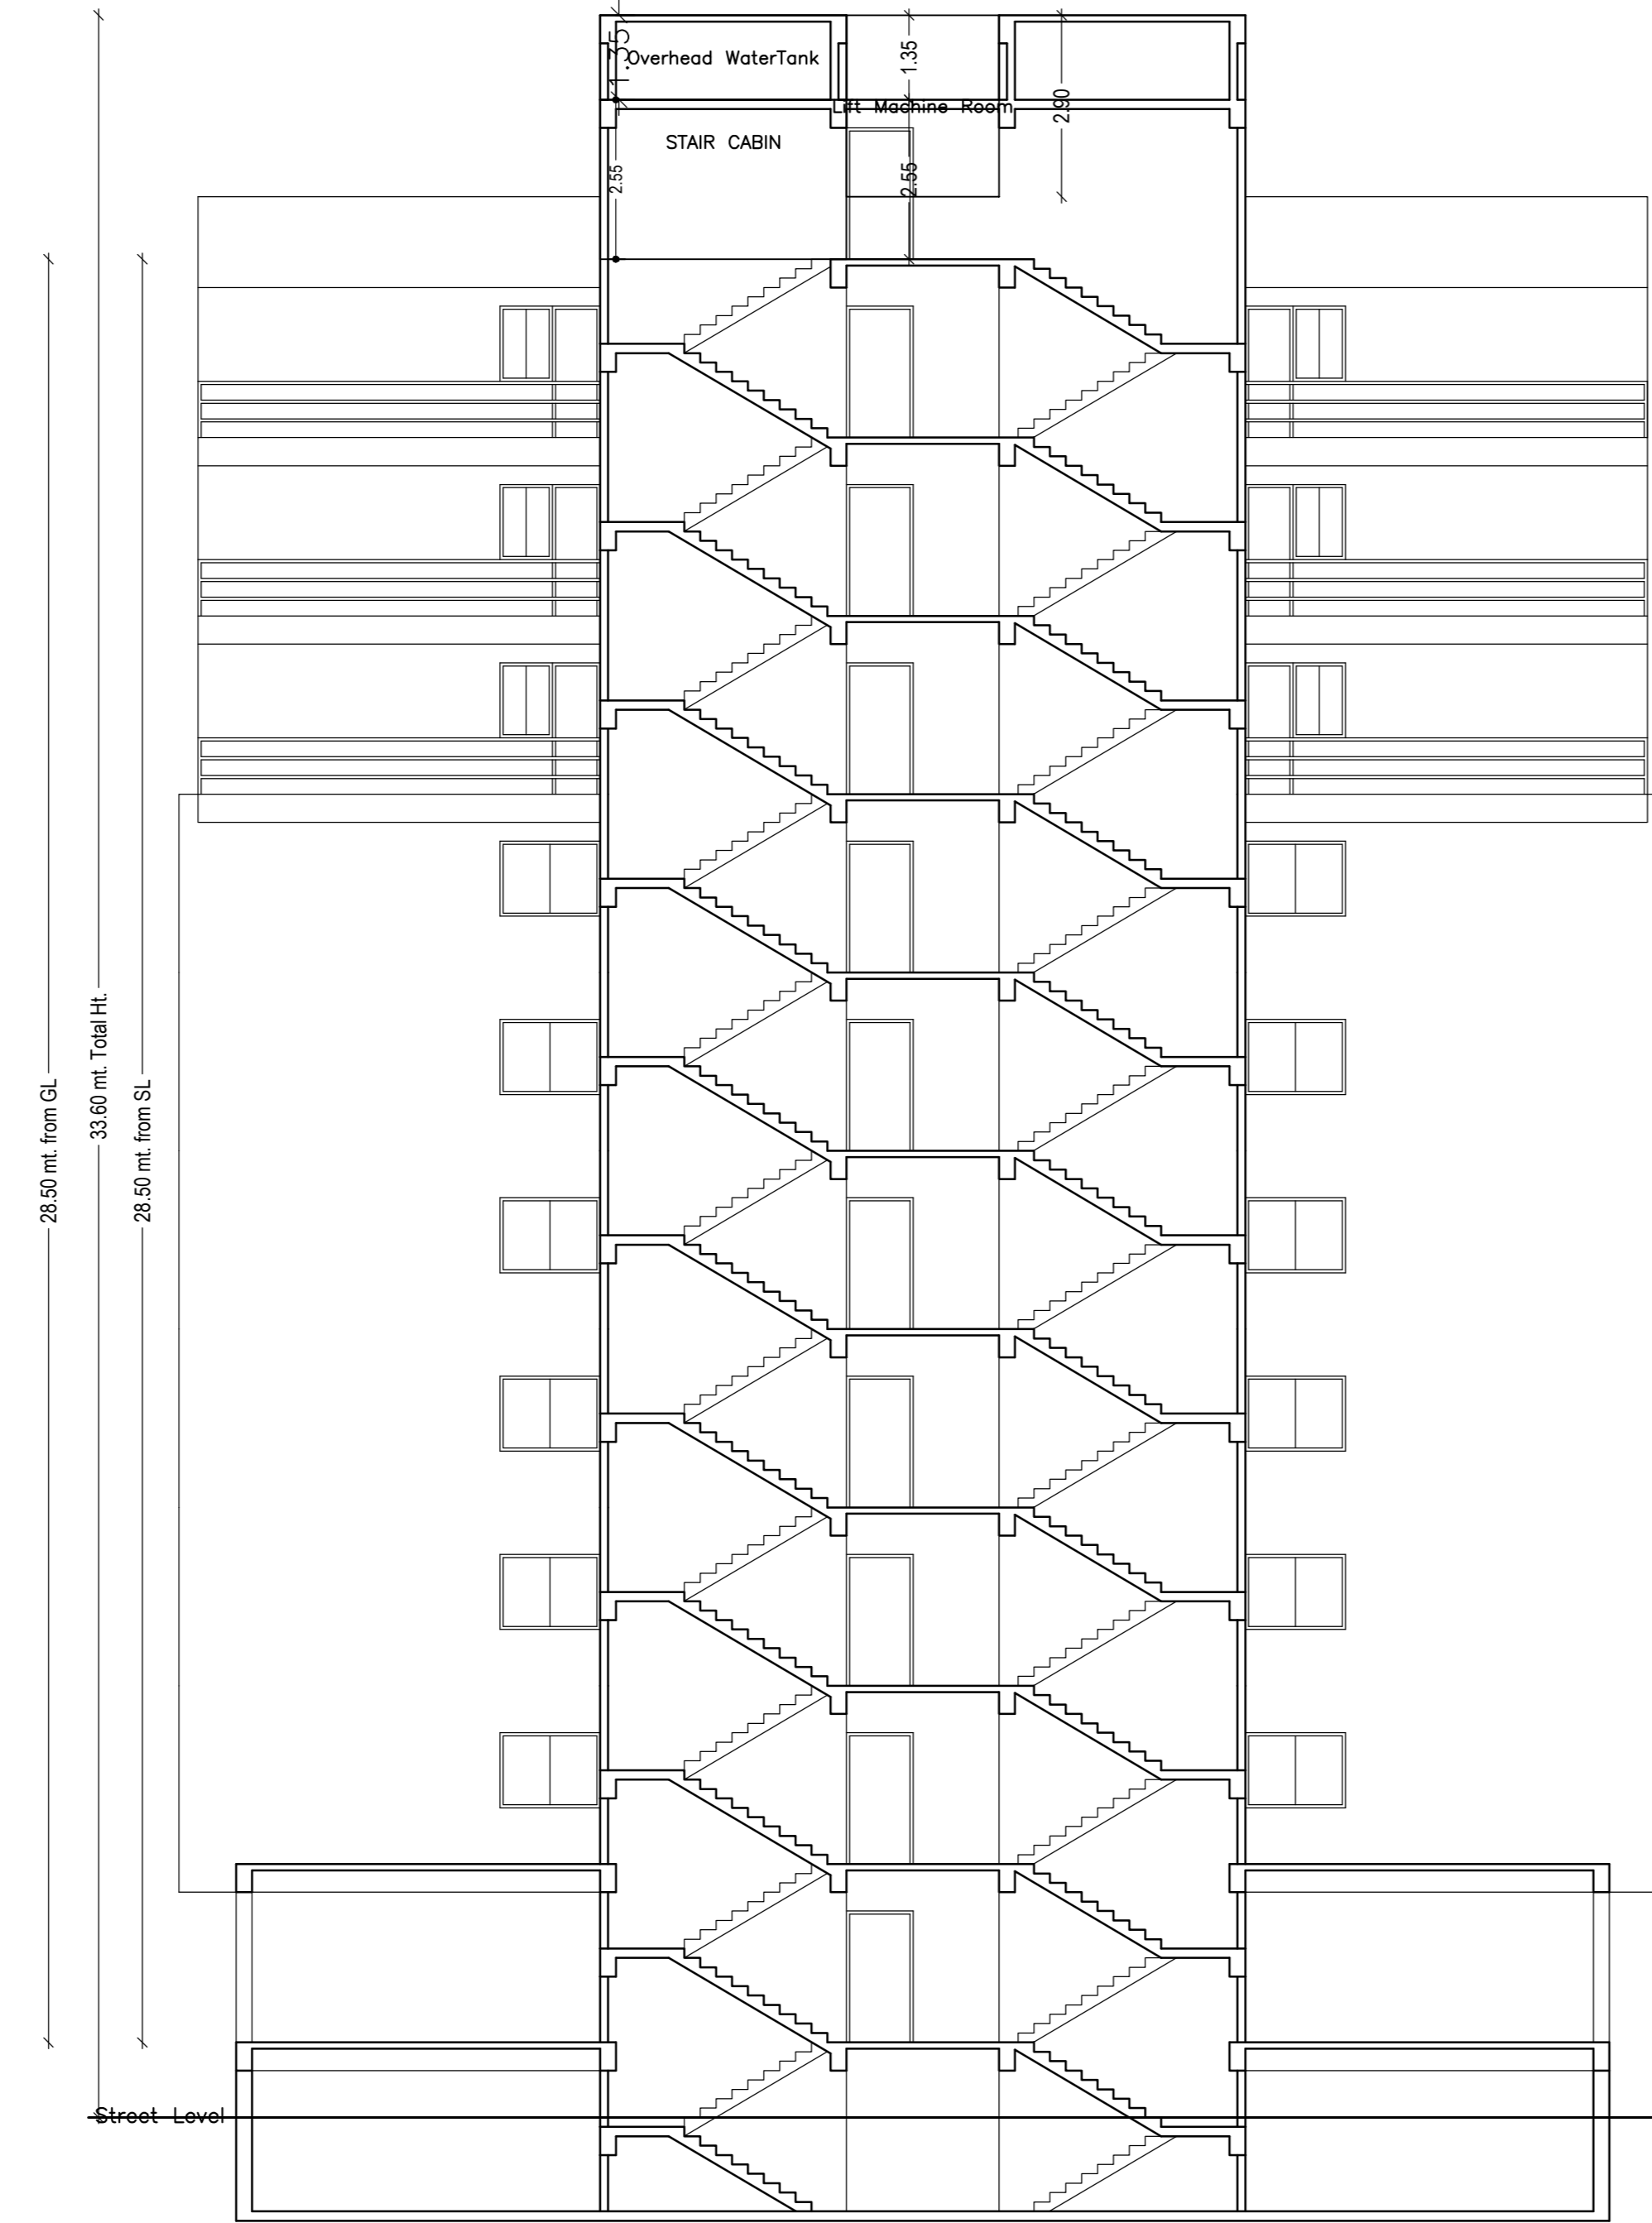 1.35
Overhead WaterTank
1.35
Lift Machine Room
2.90
STAIR CABIN
2.55
2.55
28.50 mt. from GL
33.60 mt. Total Ht.
28.50 mt. from SL
Street Level